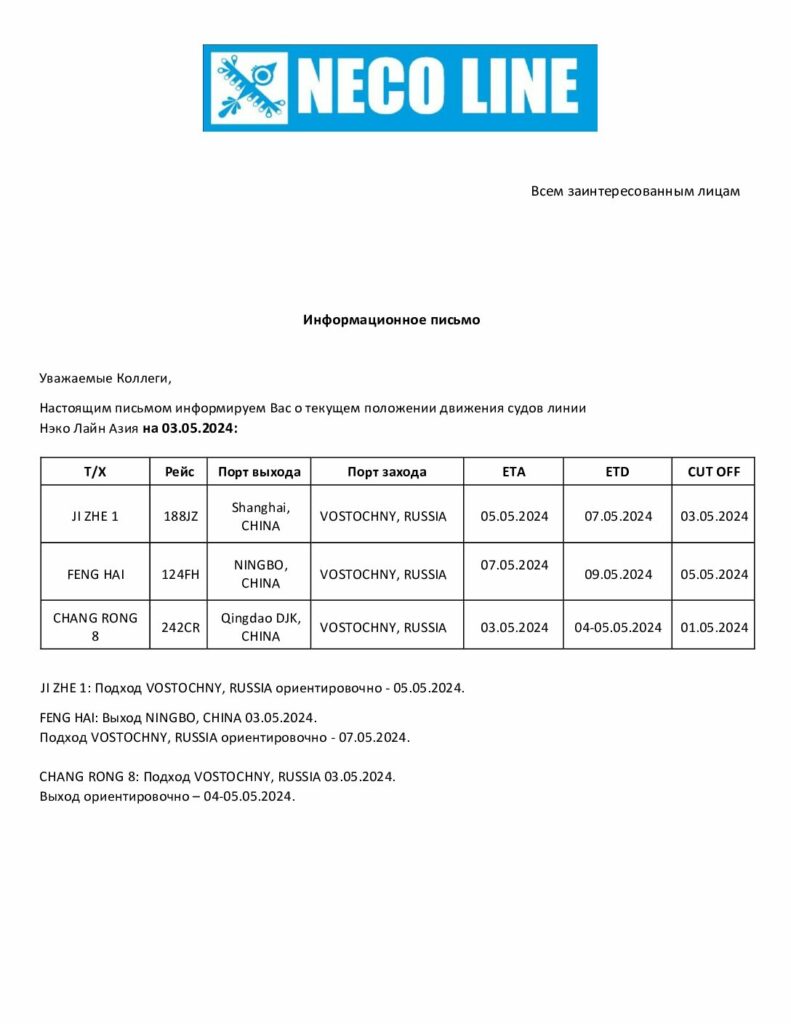 NECO LINE
Всем заинтересованным лицам
Информационное письмо
Уважаемые Коллеги,
Настоящим письмом информируем Вас о текущем положении движения судов линии
Нэко Лайн Азия на 03.05.2024:
Т/Х Рейс Порт выхода Порт захода ETA ETD CUT OFF
JI ZHE 1 188JZ Shanghai, CHINA VOSTOCHNY, RUSSIA 05.05.2024 07.05.2024 03.05.2024
FENG HAI 124FH NINGBO, CHINA VOSTOCHNY, RUSSIA 07.05.2024 09.05.2024 05.05.2024
CHANG RONG 8 242CR Qingdao DJK, CHINA VOSTOCHNY, RUSSIA 03.05.2024 04-05.05.2024 01.05.2024
JI ZHE 1: Подход VOSTOCHNY, RUSSIA ориентировочно - 05.05.2024.
FENG HAI: Выход NINGBO, CHINA 03.05.2024.
Подход VOSTOCHNY, RUSSIA ориентировочно - 07.05.2024.
CHANG RONG 8: Подход VOSTOCHNY, RUSSIA 03.05.2024.
Выход ориентировочно – 04-05.05.2024.